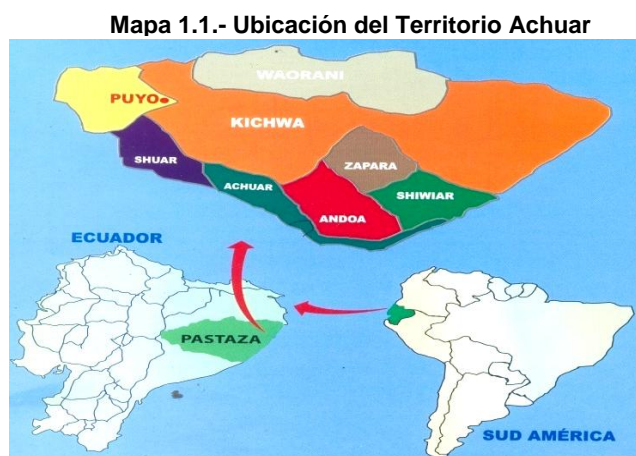 Mapa 1.1.- Ubicación del Territorio Achuar
WAORANI
PUYO
KICHWA
SHUAR
ZAPARA
ACHUAR
SHIWIAR
ANDOA
ECUADOR
PASTAZA
SUD AMÉRICA